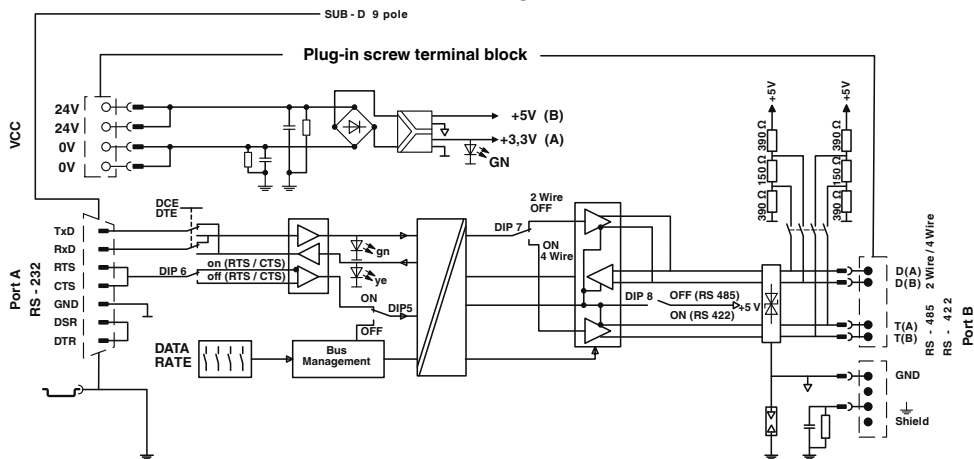 SUB - D 9 pole
Plug-in screw terminal block
VCC
24V
24V
0V
0V
+5V (B)
+3,3V (A)
GN
+5V
+5V
390 Ω
150 Ω
390 Ω
390 Ω
150 Ω
390 Ω
Port A
RS - 232
TxD
RxD
RTS
CTS
GND
DSR
DTR
DCE
DTE
DIP 6
on (RTS / CTS)
off (RTS / CTS)
gn
ye
ON
DIP5
OFF
DATA
RATE
Bus
Management
2 Wire
OFF
DIP 7
ON
4 Wire
DIP 8
OFF (RS 485)
+5 V
ON (RS 422)
D(A)
D(B)
T(A)
T(B)
2 Wire / 4 Wire
RS - 485
RS - 422
Port B
GND
Shield